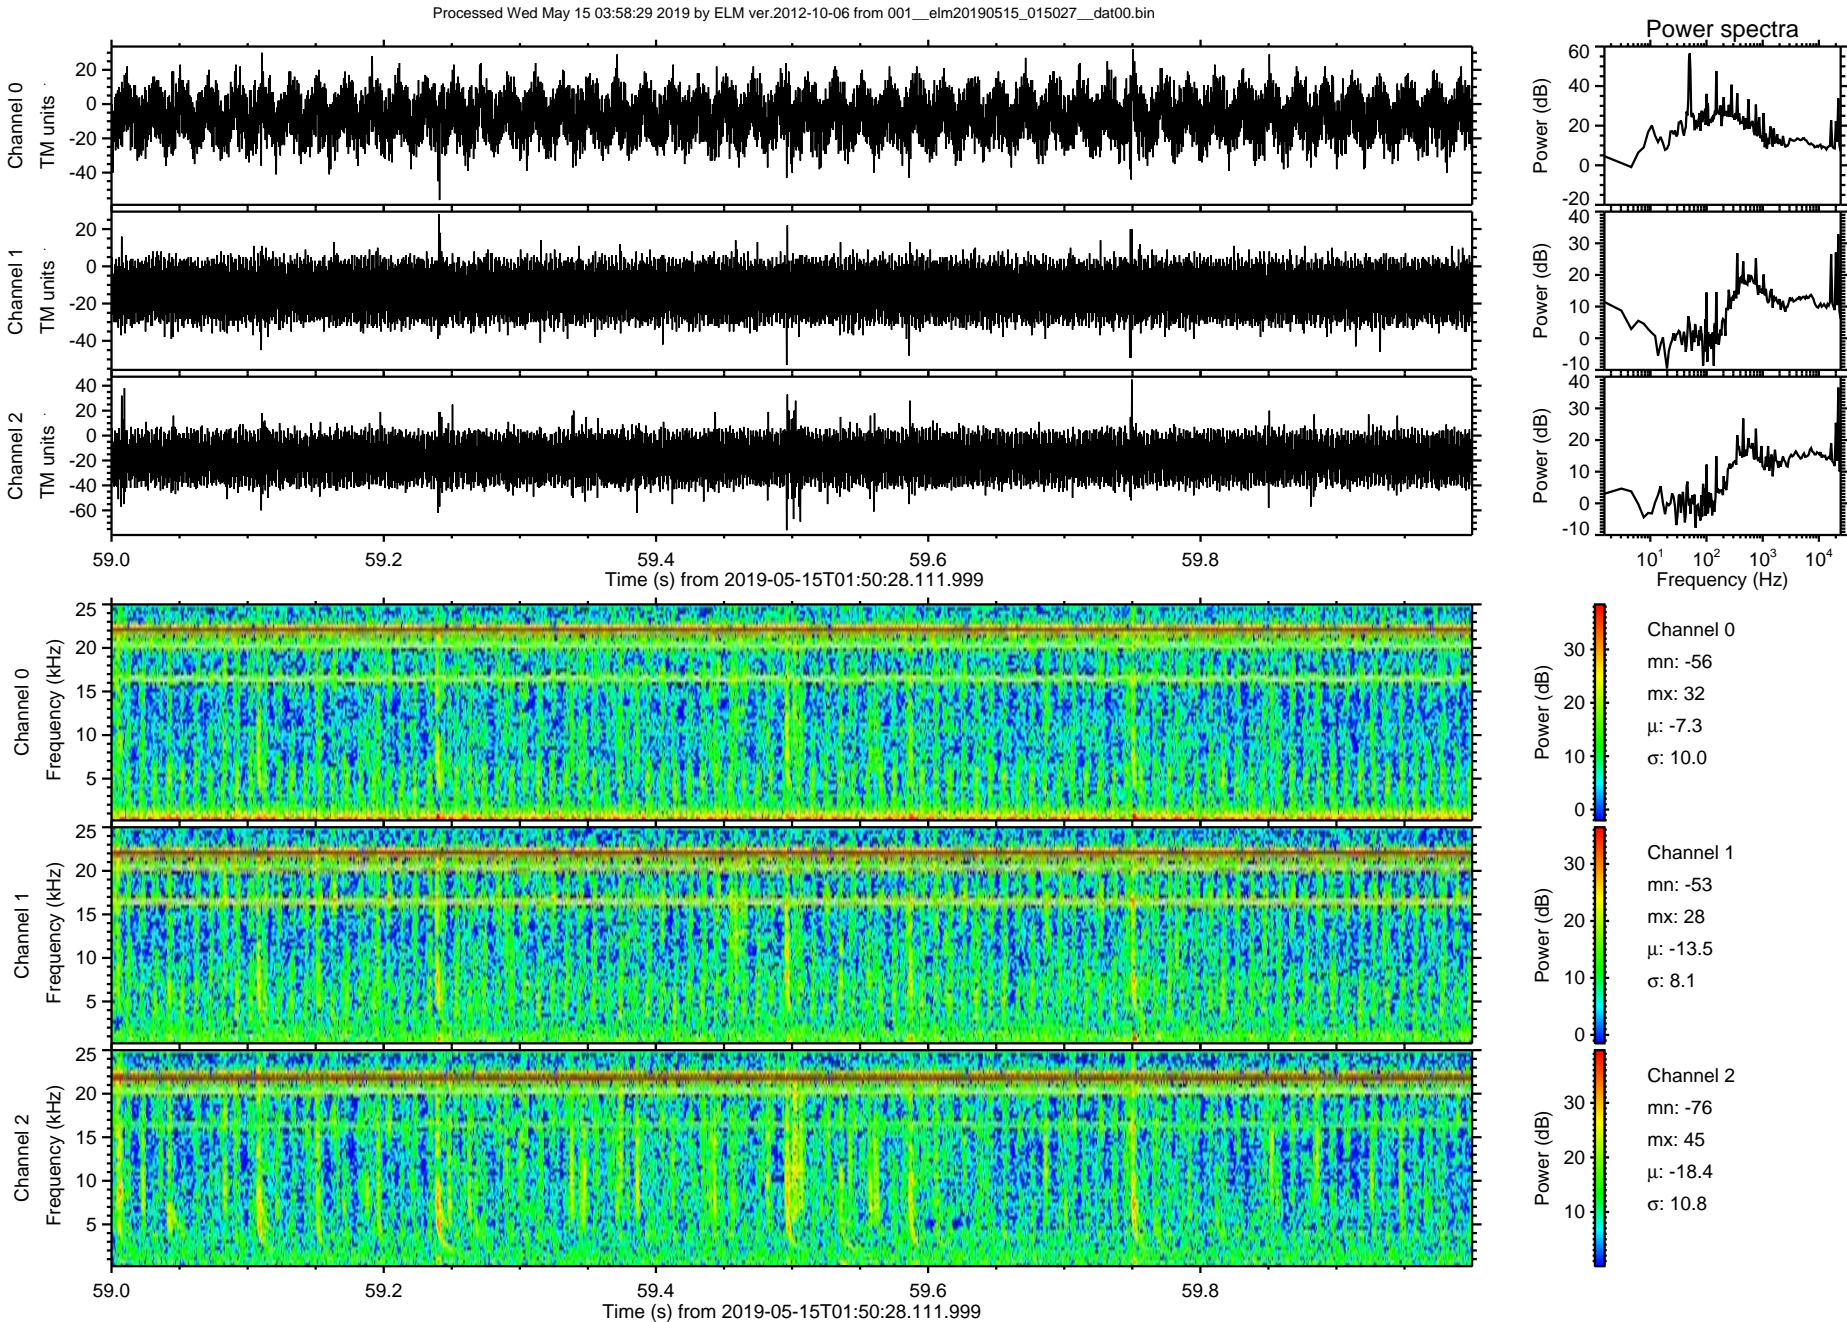 Processed Wed May 15 03:58:29 2019 by ELM ver.2012-10-06 from 001__elm20190515_015027__dat00.bin
Power spectra
Channel 0
TM units
20
0
-20
-40
Power (dB)
60
40
20
0
-20
Channel 1
TM units
20
0
-20
-40
Power (dB)
40
30
20
10
0
-10
Channel 2
TM units
40
20
0
-20
-40
-60
Power (dB)
40
30
20
10
0
-10
59.0 59.2 59.4 59.6 59.8
Time (s) from 2019-05-15T01:50:28.111.999
10¹ 10² 10³ 10⁴
Frequency (Hz)
Channel 0
Frequency (kHz)
25
20
15
10
5
Power (dB)
30
20
10
0
Channel 0
mn: -56
mx: 32
μ: -7.3
σ: 10.0
Channel 1
Frequency (kHz)
25
20
15
10
5
Power (dB)
30
20
10
0
Channel 1
mn: -53
mx: 28
μ: -13.5
σ: 8.1
Channel 2
Frequency (kHz)
25
20
15
10
5
Power (dB)
30
20
10
Channel 2
mn: -76
mx: 45
μ: -18.4
σ: 10.8
59.0 59.2 59.4 59.6 59.8
Time (s) from 2019-05-15T01:50:28.111.999